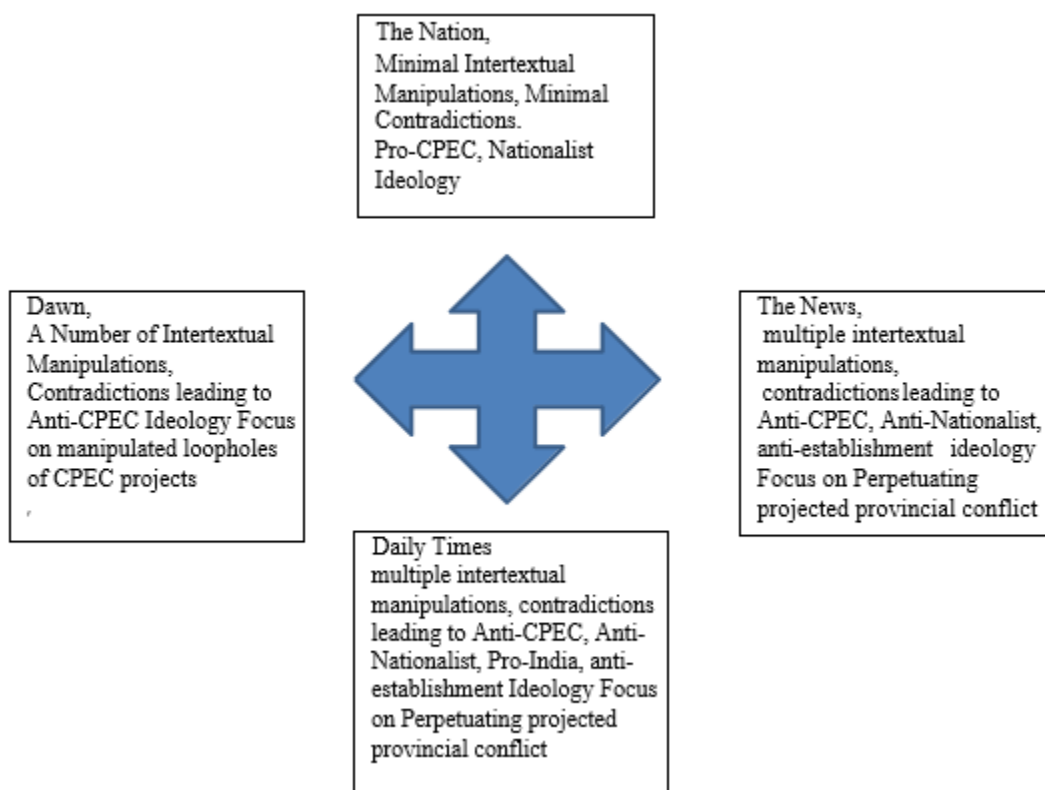 The Nation,
Minimal Intertextual
Manipulations, Minimal
Contradictions.
Pro-CPEC, Nationalist
Ideology
Dawn,
A Number of Intertextual
Manipulations,
Contradictions leading to
Anti-CPEC Ideology Focus
on manipulated loopholes
of CPEC projects
,
The News,
multiple intertextual
manipulations,
contradictions leading to
Anti-CPEC, Anti-Nationalist,
anti-establishment ideology
Focus on Perpetuating
projected provincial conflict
Daily Times
multiple intertextual
manipulations, contradictions
leading to Anti-CPEC, Anti-
Nationalist, Pro-India, anti-
establishment Ideology Focus
on Perpetuating projected
provincial conflict